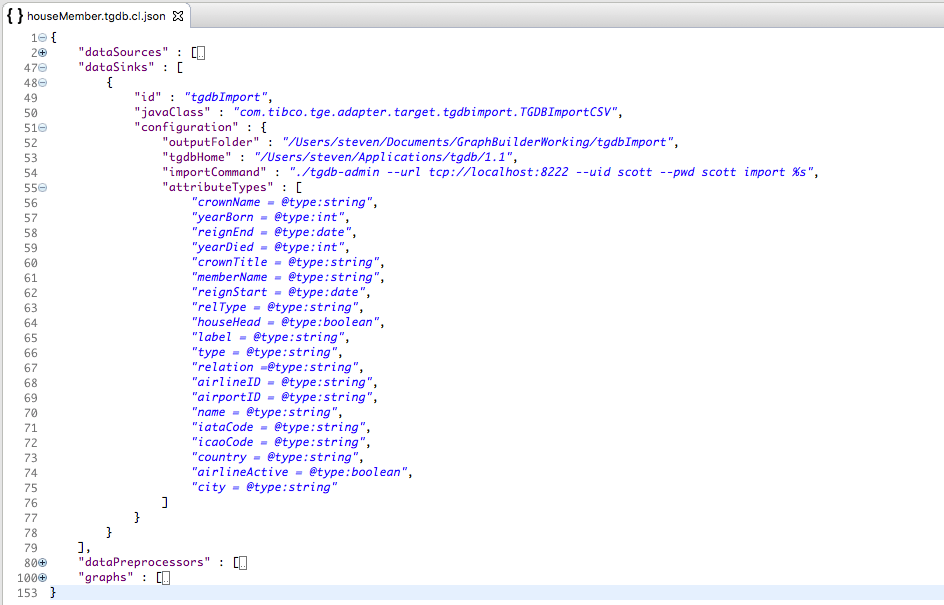 { } houseMember.tgdb.cl.json
1 {
2 "dataSources" : [..
47 "dataSinks" : [
48 {
49 "id" : "tgdbImport",
50 "javaClass" : "com.tibco.tge.adapter.target.tgdbimport.TGDBImportCSV",
51 "configuration" : {
52 "outputFolder" : "/Users/steven/Documents/GraphBuilderWorking/tgdbImport",
53 "tgdbHome" : "/Users/steven/Applications/tgdb/1.1",
54 "importCommand" : "./tgdb-admin --url tcp://localhost:8222 --uid scott --pwd scott import %s",
55 "attributeTypes" : [
56 "crownName = @type:string",
57 "yearBorn = @type:int",
58 "reignEnd = @type:date",
59 "yearDied = @type:int",
60 "crownTitle = @type:string",
61 "memberName = @type:string",
62 "reignStart = @type:date",
63 "relType = @type:string",
64 "houseHead = @type:boolean",
65 "label = @type:string",
66 "type = @type:string",
67 "relation =@type:string",
68 "airlineID = @type:string",
69 "airportID = @type:string",
70 "name = @type:string",
71 "iataCode = @type:string",
72 "icaoCode = @type:string",
73 "country = @type:string",
74 "airlineActive = @type:boolean",
75 "city = @type:string"
76 ]
77 }
78 }
79 ],
80 "dataPreprocessors" : [..
100 "graphs" : [..
153 }